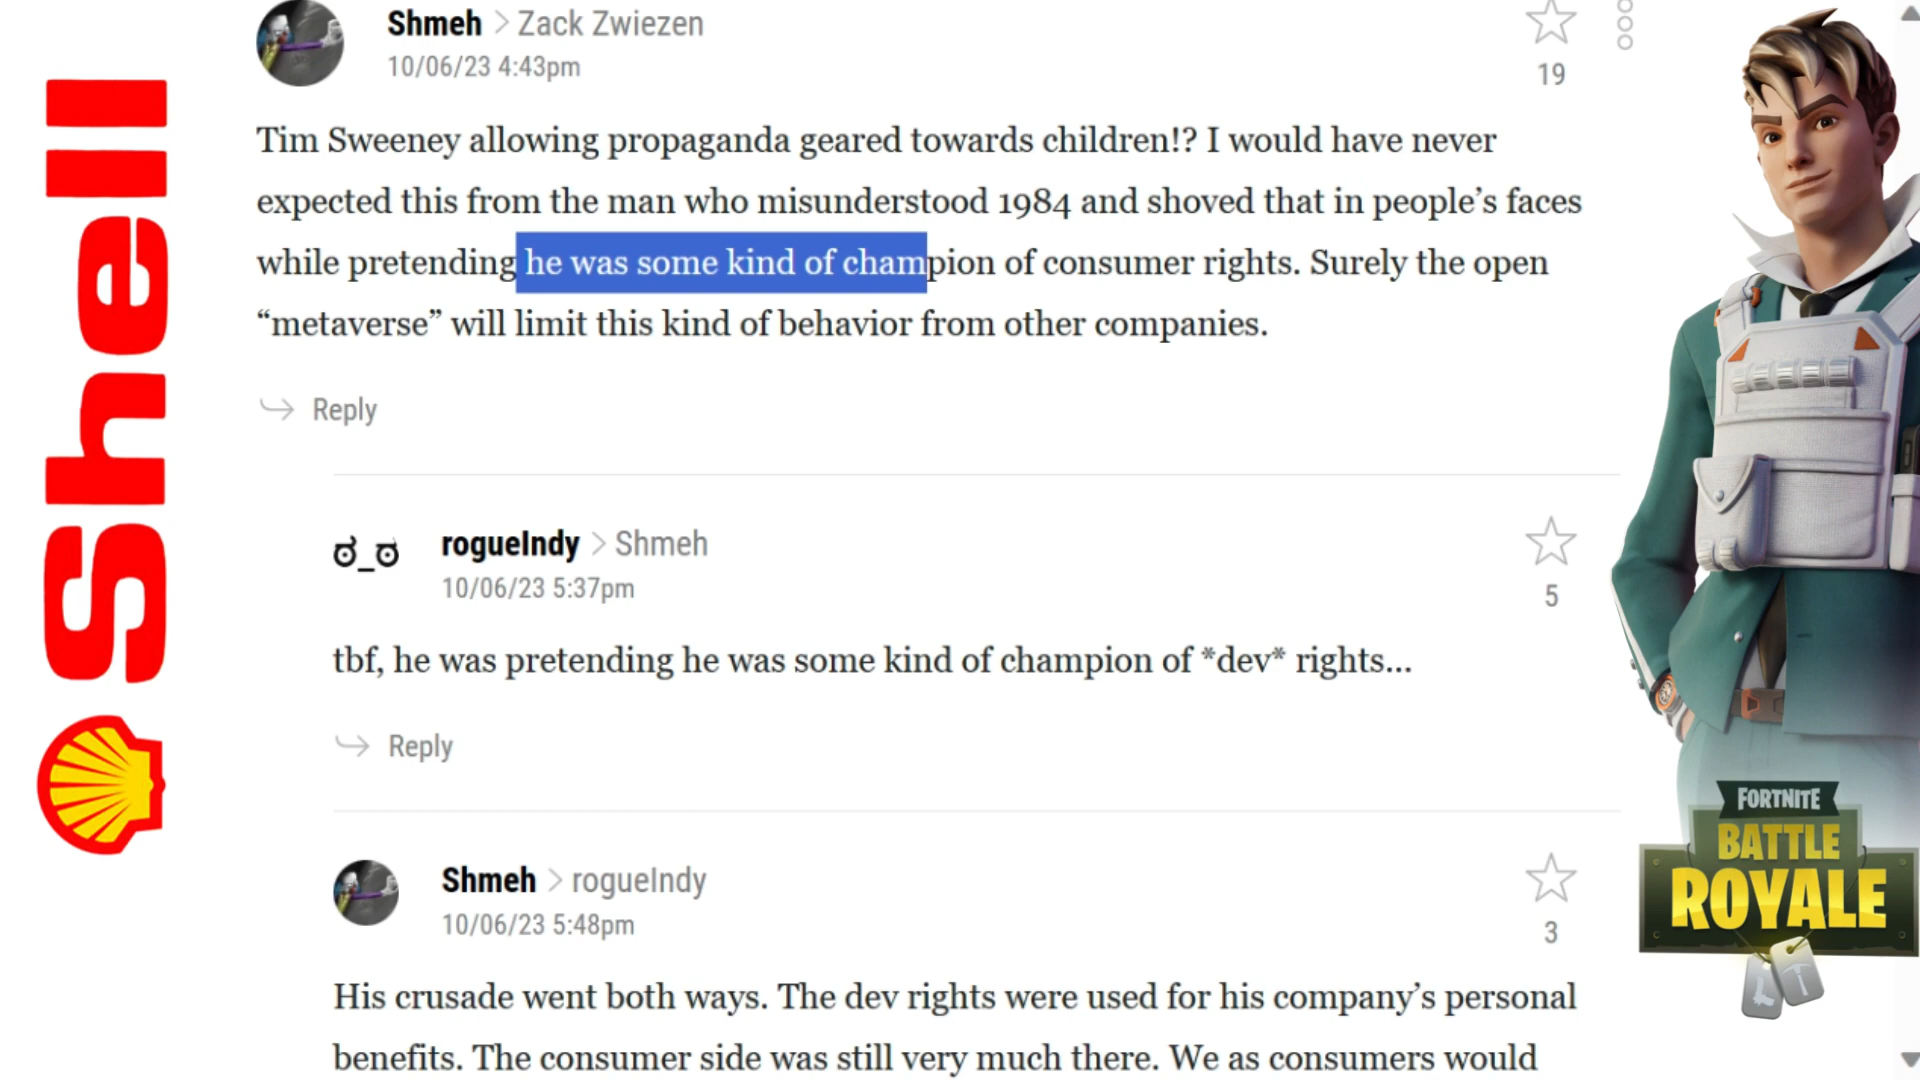 Shell
Shmeh > Zack Zwiezen
10/06/23 4:43pm
19
Tim Sweeney allowing propaganda geared towards children!? I would have never
expected this from the man who misunderstood 1984 and shoved that in people’s faces
while pretending he was some kind of champion of consumer rights. Surely the open
“metaverse” will limit this kind of behavior from other companies.
Reply
ಠ_ಠ
rogueIndy > Shmeh
10/06/23 5:37pm
5
tbf, he was pretending he was some kind of champion of *dev* rights...
Reply
Shmeh > rogueIndy
10/06/23 5:48pm
3
His crusade went both ways. The dev rights were used for his company’s personal
benefits. The consumer side was still very much there. We as consumers would
FORTNITE
BATTLE
ROYALE